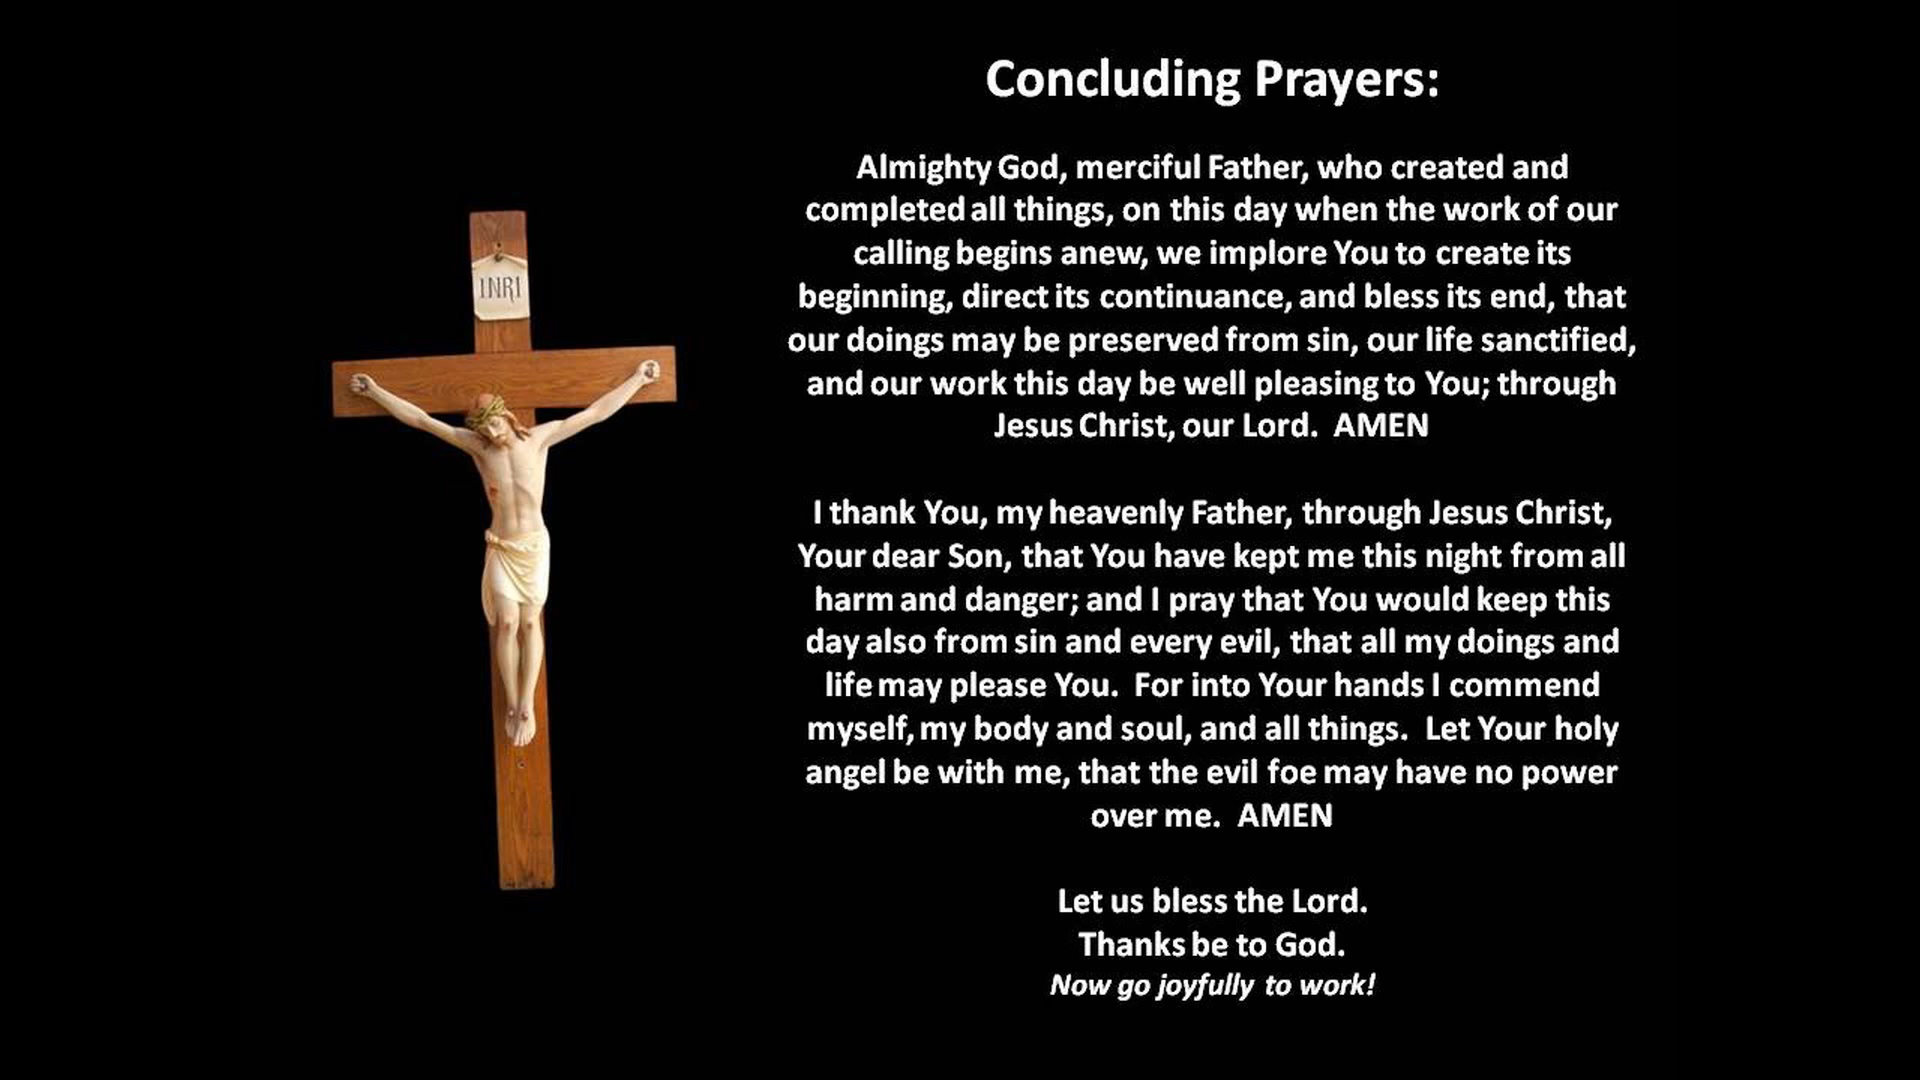 INRI
Concluding Prayers:
Almighty God, merciful Father, who created and
completed all things, on this day when the work of our
calling begins anew, we implore You to create its
beginning, direct its continuance, and bless its end, that
our doings may be preserved from sin, our life sanctified,
and our work this day be well pleasing to You; through
Jesus Christ, our Lord.  AMEN
I thank You, my heavenly Father, through Jesus Christ,
Your dear Son, that You have kept me this night from all
harm and danger; and I pray that You would keep this
day also from sin and every evil, that all my doings and
life may please You.  For into Your hands I commend
myself, my body and soul, and all things.  Let Your holy
angel be with me, that the evil foe may have no power
over me.  AMEN
Let us bless the Lord.
Thanks be to God.
Now go joyfully to work!